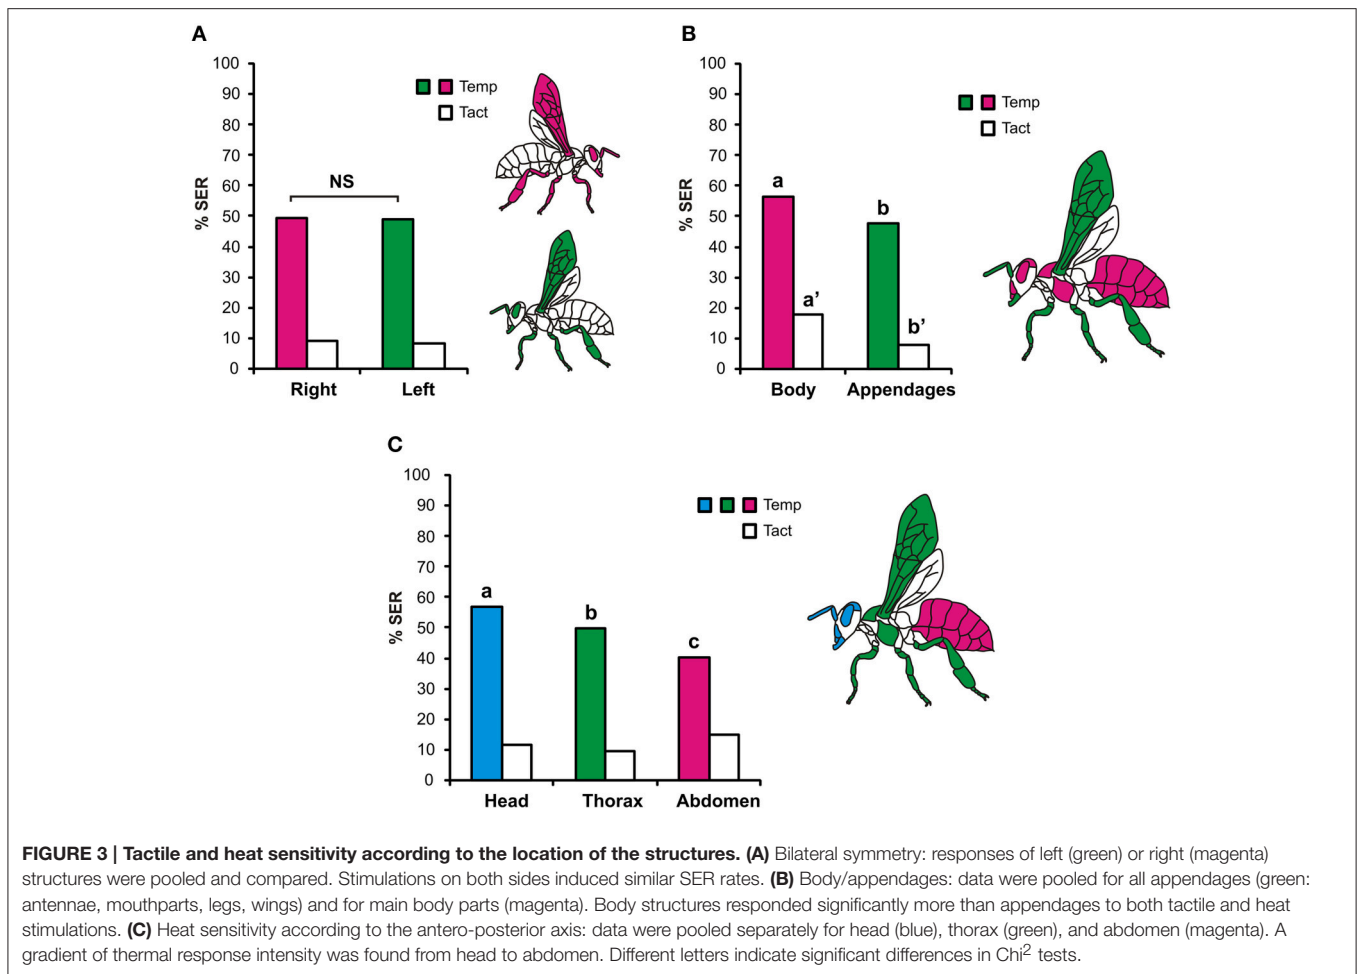 A
100
90
80
70
60
50
40
30
20
10
0
% SER
Temp
Tact
NS
Right
Left
B
100
90
80
70
60
50
40
30
20
10
0
% SER
Temp
Tact
a
b
a’
b’
Body
Appendages
C
100
90
80
70
60
50
40
30
20
10
0
% SER
Temp
Tact
a
b
c
Head
Thorax
Abdomen
FIGURE 3 | Tactile and heat sensitivity according to the location of the structures. (A) Bilateral symmetry: responses of left (green) or right (magenta)
structures were pooled and compared. Stimulations on both sides induced similar SER rates. (B) Body/appendages: data were pooled for all appendages (green:
antennae, mouthparts, legs, wings) and for main body parts (magenta). Body structures responded significantly more than appendages to both tactile and heat
stimulations. (C) Heat sensitivity according to the antero-posterior axis: data were pooled separately for head (blue), thorax (green), and abdomen (magenta). A
gradient of thermal response intensity was found from head to abdomen. Different letters indicate significant differences in Chi² tests.